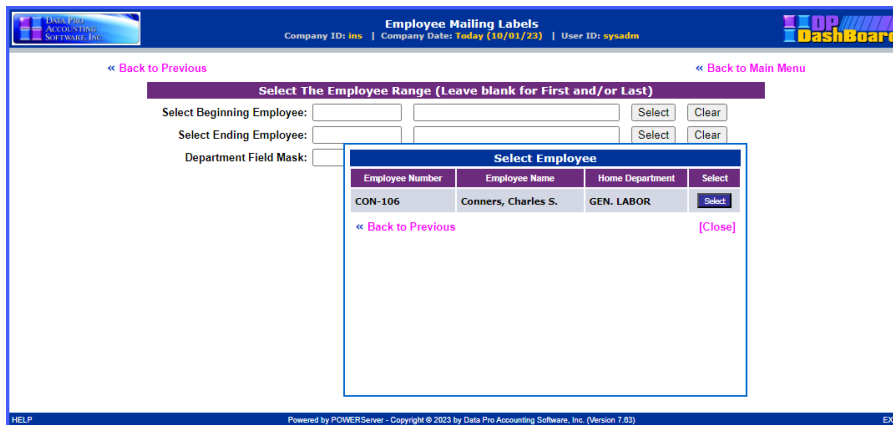 DATA PRO
ACCOUNTING
SOFTWARE, INC.
Employee Mailing Labels
Company ID: ins | Company Date: Today (10/01/23) | User ID: sysadm
DP
DashBoard
« Back to Previous
« Back to Main Menu
Select The Employee Range (Leave blank for First and/or Last)
Select Beginning Employee: Select Clear
Select Ending Employee: Select Clear
Department Field Mask:
Select Employee
Employee Number Employee Name Home Department Select
CON-106 Conners, Charles S. GEN. LABOR Select
« Back to Previous [Close]
HELP Powered by POWERServer - Copyright © 2023 by Data Pro Accounting Software, Inc. (Version 7.63) EX